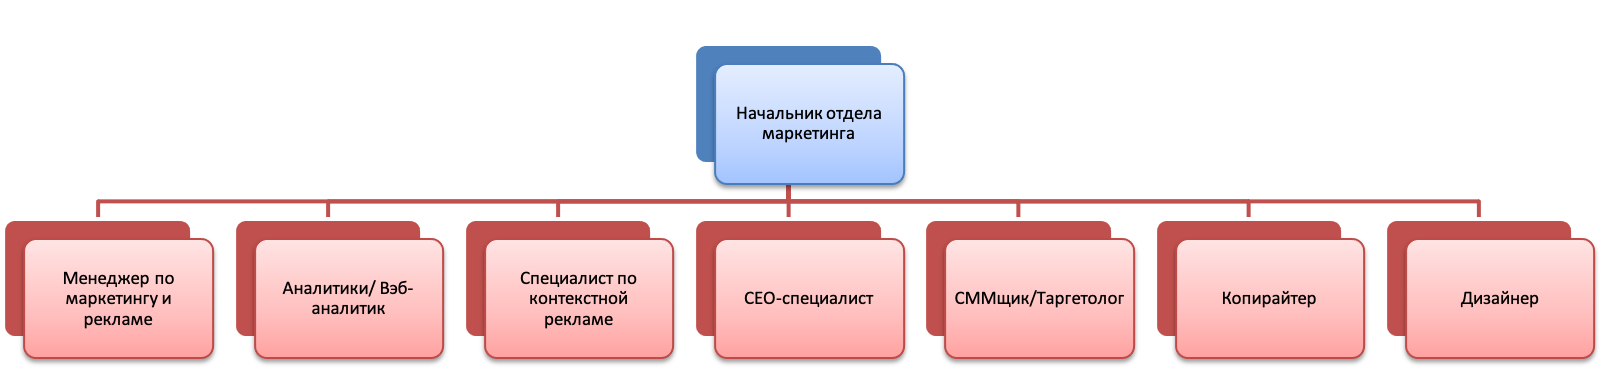 Начальник отдела
маркетинга
Менеджер по
маркетингу и
рекламе
Аналитики/ Вэб-
аналитик
Специалист по
контекстной
рекламе
СЕО-специалист
СММщик/Таргетолог
Копирайтер
Дизайнер